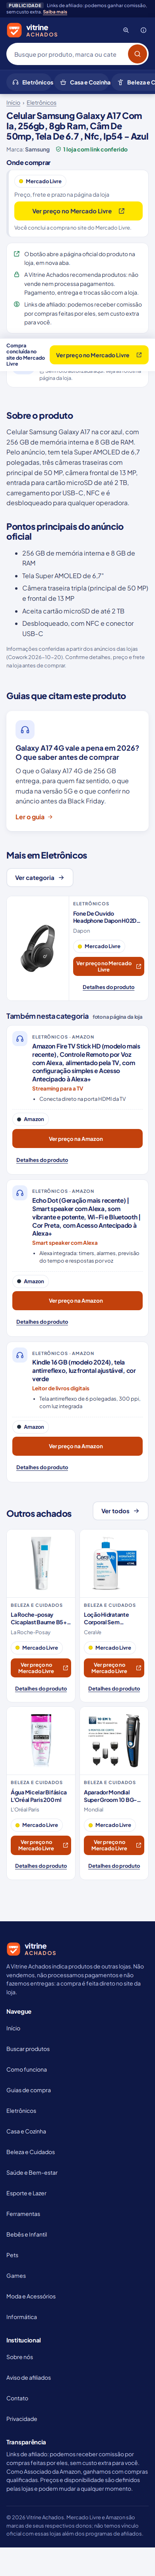 PUBLICIDADE Links de afiliado: podemos ganhar comissão,
sem custo extra. Saiba mais
vitrine
ACHADOS
Busque por produto, marca ou cate
Eletrônicos
Casa e Cozinha
Beleza e C
Início › Eletrônicos
Celular Samsung Galaxy A17 Com
Ia, 256gb, 8gb Ram, Câm De
50mp, Tela De 6.7 , Nfc, Ip54 - Azul
Marca: Samsung
1 loja com link conferido
Onde comprar
Mercado Livre
Preço, frete e prazo na página da loja
Ver preço no Mercado Livre
Você conclui a compra no site do Mercado Livre.
O botão abre a página oficial do produto na
loja, em nova aba.
A Vitrine Achados recomenda produtos: não
vende nem processa pagamentos.
Pagamento, entrega e trocas são com a loja.
Links de afiliado: podemos receber comissão
por compras feitas por eles, sem custo extra
para você.
Compra
concluída no
site do Mercado
Livre
Ver preço no Mercado Livre
página da loja
Sobre o produto
Celular Samsung Galaxy A17 na cor azul, com
256 GB de memória interna e 8 GB de RAM.
Modelo desbloqueado, tem tela Super AMOLED
de 6,7 polegadas, três câmeras traseiras com
principal de 50 MP, câmera frontal de 13 MP,
entrada para cartão microSD de até 2 TB,
carregamento por USB-C, NFC e é
desbloqueado para qualquer operadora.
Pontos principais do anúncio
oficial
• 256 GB de memória interna e 8 GB de
RAM
• Tela Super AMOLED de 6,7"
• Câmera traseira tripla (principal de 50 MP)
e frontal de 13 MP
• Aceita cartão microSD de até 2 TB
• Desbloqueado, com NFC e conector
USB-C
Guias que citam este produto
Galaxy A17 4G vale a pena em 2026?
O que saber antes de comprar
O que o Galaxy A17 4G de 256 GB
entrega, para quem faz sentido, o que
muda na versão 5G e o que conferir no
anúncio antes da Black Friday.
Ler o guia →
Mais em Eletrônicos
Ver categoria →
ELETRÔNICOS
Fone De Ouvido
Headphone Dapon H02D...
Dapon
Mercado Livre
Ver preço no Mercado
Livre
Detalhes do produto
Também nesta categoria foto na página da loja
ELETRÔNICOS · AMAZON
Amazon Fire TV Stick HD (modelo mais
recente), Controle Remoto por Voz
com Alexa, alimentado pela TV, com
configuração simples e Acesso
Antecipado à Alexa+
Streaming para a TV
• Conecta direto na porta HDMI da TV
Amazon
Ver preço na Amazon
Detalhes do produto
ELETRÔNICOS · AMAZON
Echo Dot (Geração mais recente) |
Smart speaker com Alexa, som
vibrante e potente, Wi-Fi e Bluetooth |
Cor Preta, com Acesso Antecipado à
Alexa+
Smart speaker com Alexa
• Alexa integrada: timers, alarmes, previsão
do tempo e respostas por voz
Amazon
Ver preço na Amazon
Detalhes do produto
ELETRÔNICOS · AMAZON
Kindle 16 GB (modelo 2024), tela
antirreflexo, luz frontal ajustável, cor
verde
Leitor de livros digitais
• Tela antirreflexo de 6 polegadas, 300 ppi,
com luz integrada
Amazon
Ver preço na Amazon
Detalhes do produto
Outros achados
Ver todos →
BELEZA E CUIDADOS
La Roche-posay
Cicaplast Baume B5+...
La Roche-Posay
Mercado Livre
Ver preço no
Mercado Livre
Detalhes do produto
BELEZA E CUIDADOS
Loção Hidratante
Corporal Sem...
CeraVe
Mercado Livre
Ver preço no
Mercado Livre
Detalhes do produto
BELEZA E CUIDADOS
Água Micelar Bifásica
L'Oréal Paris 200 ml
L'Oréal Paris
Mercado Livre
Ver preço no
Mercado Livre
Detalhes do produto
BELEZA E CUIDADOS
Aparador Mondial
Super Groom 10 BG-...
Mondial
Mercado Livre
Ver preço no
Mercado Livre
Detalhes do produto
vitrine
ACHADOS
A Vitrine Achados indica produtos de outras lojas. Não
vendemos, não processamos pagamentos e não
fazemos entregas: a compra é feita direto no site da
loja.
Navegue
Início
Buscar produtos
Como funciona
Guias de compra
Eletrônicos
Casa e Cozinha
Beleza e Cuidados
Saúde e Bem-estar
Esporte e Lazer
Ferramentas
Bebê e Infantil
Pets
Games
Moda e Acessórios
Informática
Institucional
Sobre nós
Aviso de afiliados
Contato
Privacidade
Transparência
Links de afiliado: podemos receber comissão por
compras feitas por eles, sem custo extra para você.
Como Associado da Amazon, ganhamos com compras
qualificadas. Preços e disponibilidade são definidos
pelas lojas e podem mudar a qualquer momento.
© 2026 Vitrine Achados. Mercado Livre e Amazon são
marcas de seus respectivos donos; não temos vínculo
oficial com essas lojas além dos programas de afiliados.